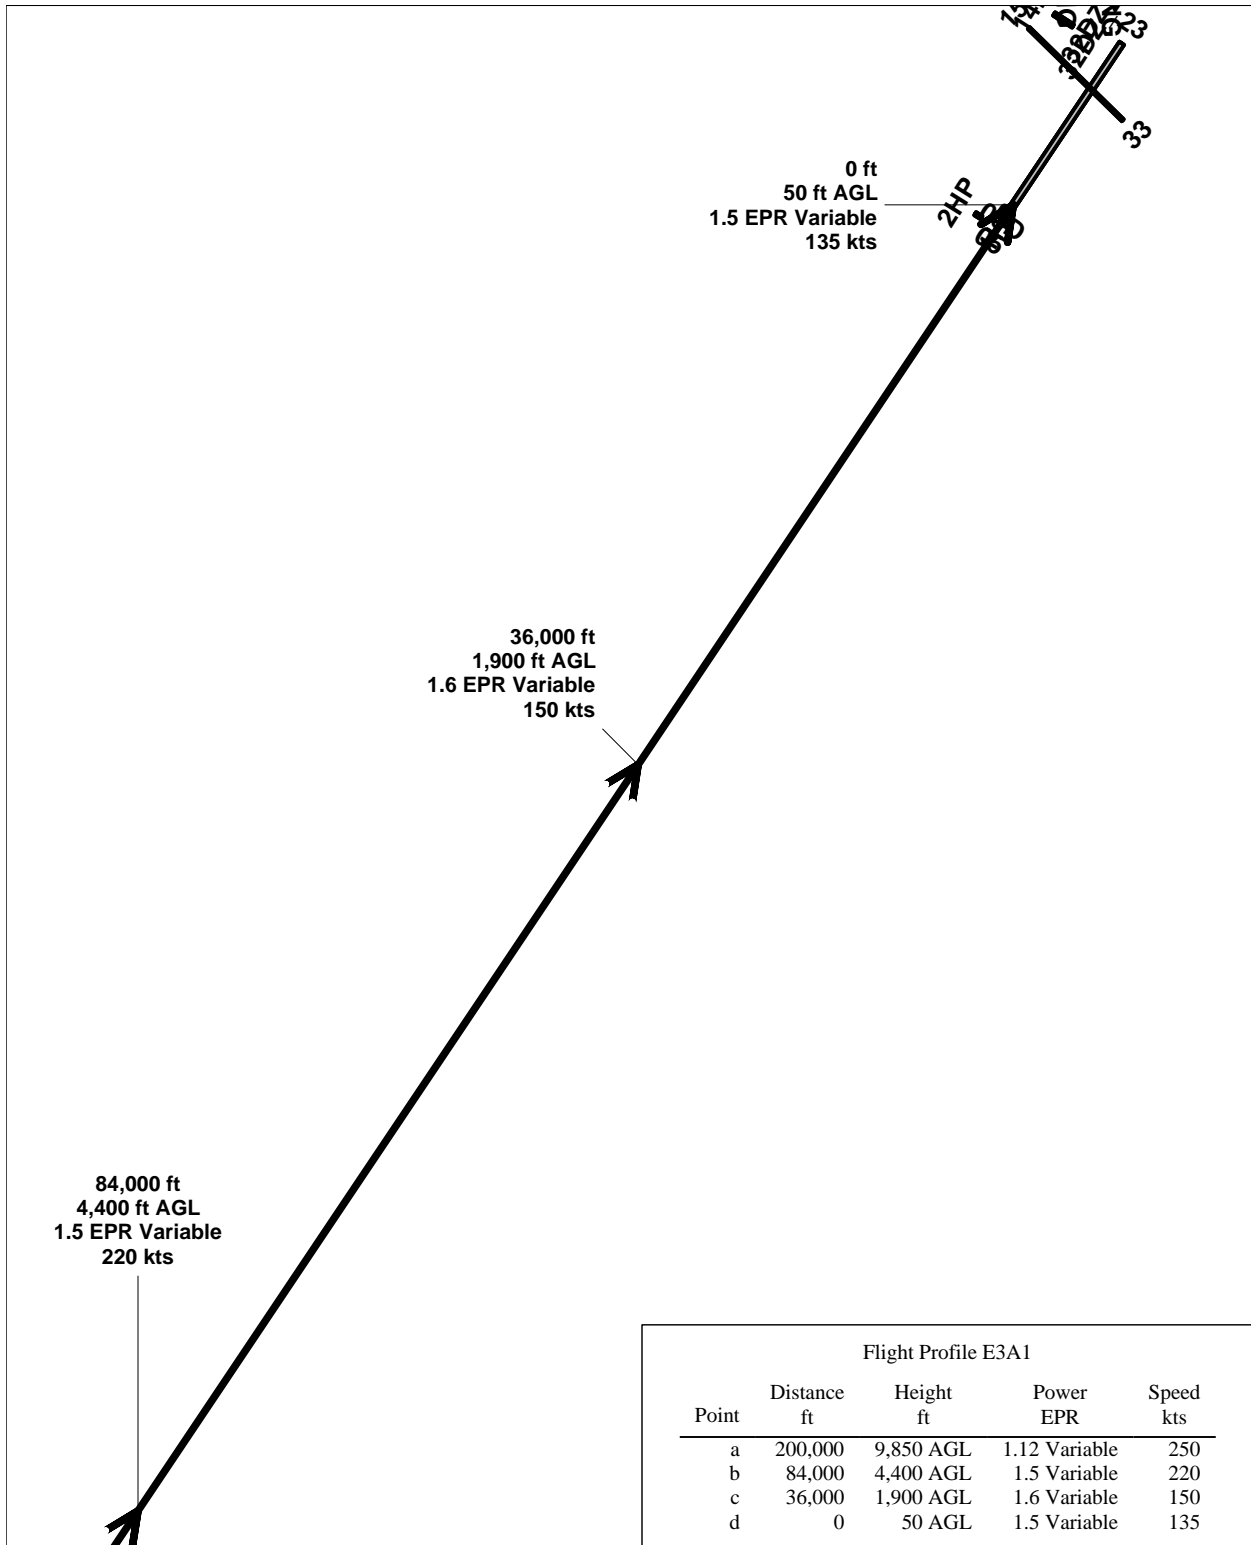 23
33
0 ft
50 ft AGL
1.5 EPR Variable
135 kts
2HP
36,000 ft
1,900 ft AGL
1.6 EPR Variable
150 kts
84,000 ft
4,400 ft AGL
1.5 EPR Variable
220 kts
Flight Profile E3A1
Point Distance ft Height ft Power EPR Speed kts
a 200,000 9,850 AGL 1.12 Variable 250
b 84,000 4,400 AGL 1.5 Variable 220
c 36,000 1,900 AGL 1.6 Variable 150
d 0 50 AGL 1.5 Variable 135